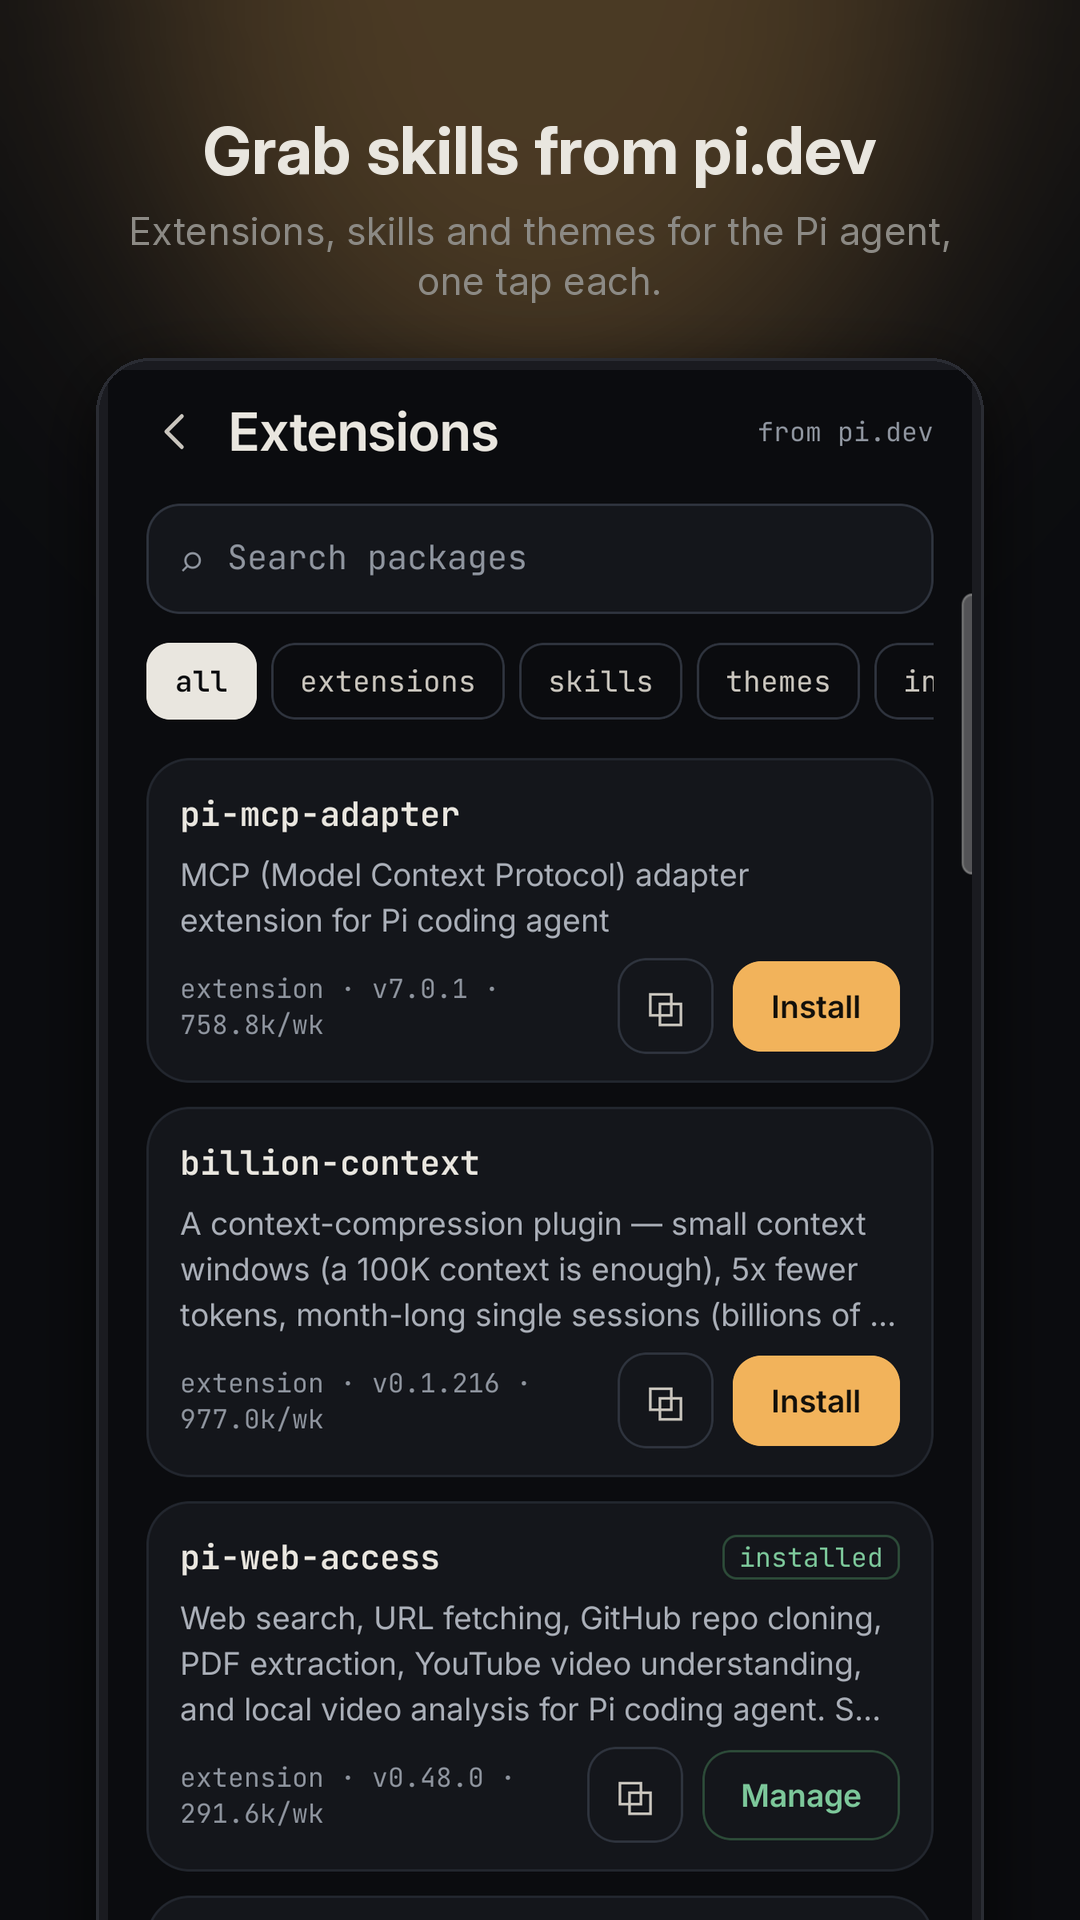 Grab skills from pi.dev
Extensions, skills and themes for the Pi agent,
one tap each.
Extensions
from pi.dev
Search packages
all
extensions
skills
themes
in
pi-mcp-adapter
MCP (Model Context Protocol) adapter
extension for Pi coding agent
extension · v7.0.1 ·
758.8k/wk
Install
billion-context
A context-compression plugin — small context
windows (a 100K context is enough), 5x fewer
tokens, month-long single sessions (billions of ...
extension · v0.1.216 ·
977.0k/wk
Install
pi-web-access
installed
Web search, URL fetching, GitHub repo cloning,
PDF extraction, YouTube video understanding,
and local video analysis for Pi coding agent. S...
extension · v0.48.0 ·
291.6k/wk
Manage